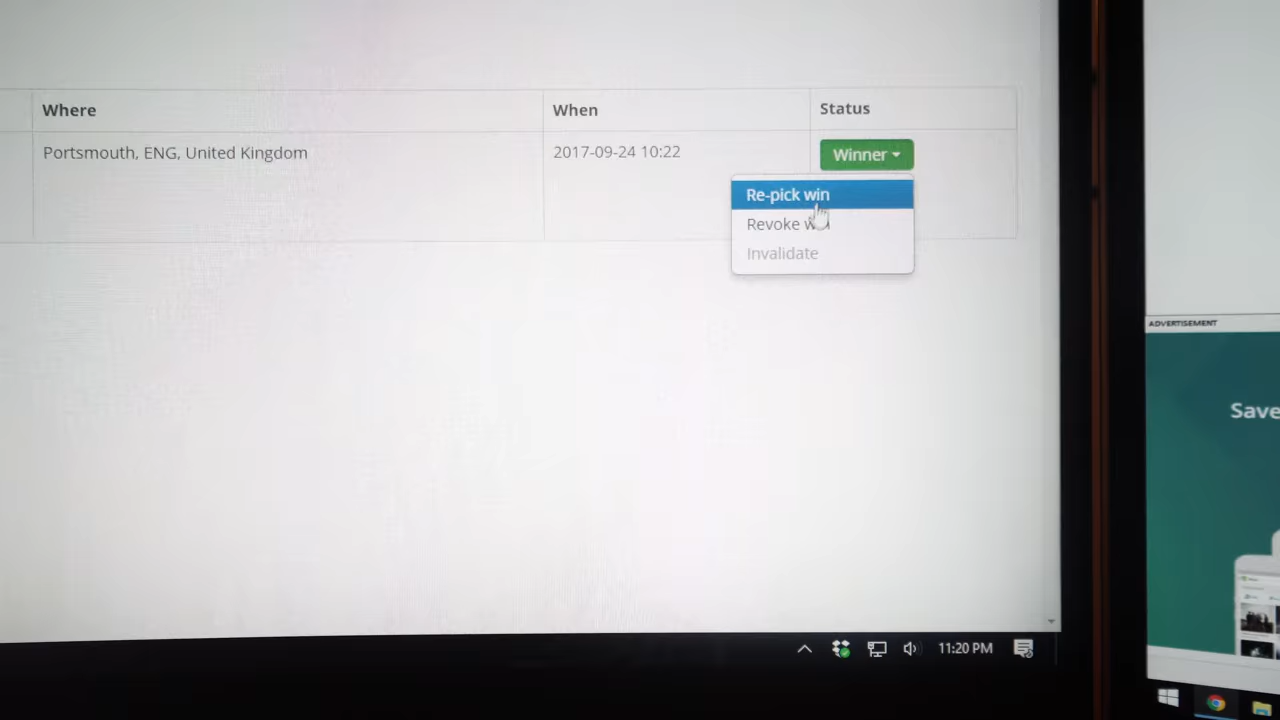 Where When Status
Portsmouth, ENG, United Kingdom 2017-09-24 10:22 Winner
Re-pick win
Revoke
Invalidate
ADVERTISEMENT
Save
11:20 PM